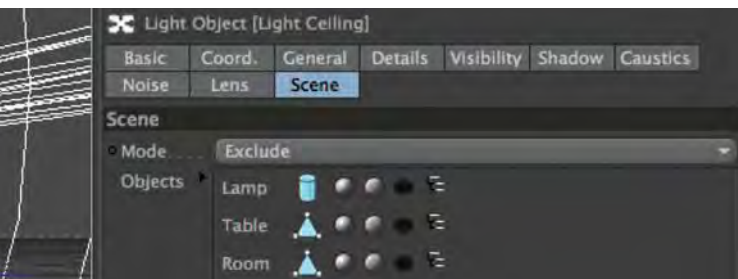 Light Object [Light Ceiling]
Basic Coord. General Details Visibility Shadow Caustics
Noise Lens Scene
Scene
Mode Exclude
Objects Lamp
Table
Room